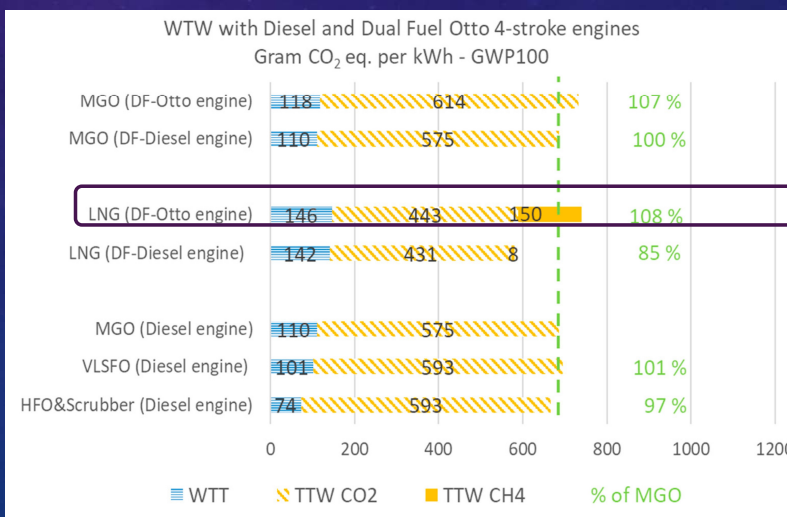 WTW with Diesel and Dual Fuel Otto 4-stroke engines
Gram CO₂ eq. per kWh - GWP100
MGO (DF-Otto engine) 118 614 107 %
MGO (DF-Diesel engine) 110 575 100 %
LNG (DF-Otto engine) 146 443 150 108 %
LNG (DF-Diesel engine) 142 431 8 85 %
MGO (Diesel engine) 110 575
VLSFO (Diesel engine) 101 593 101 %
HFO&Scrubber (Diesel engine) 74 593 97 %
0 200 400 600 800 1000 1200
WTT TTW CO2 TTW CH4 % of MGO